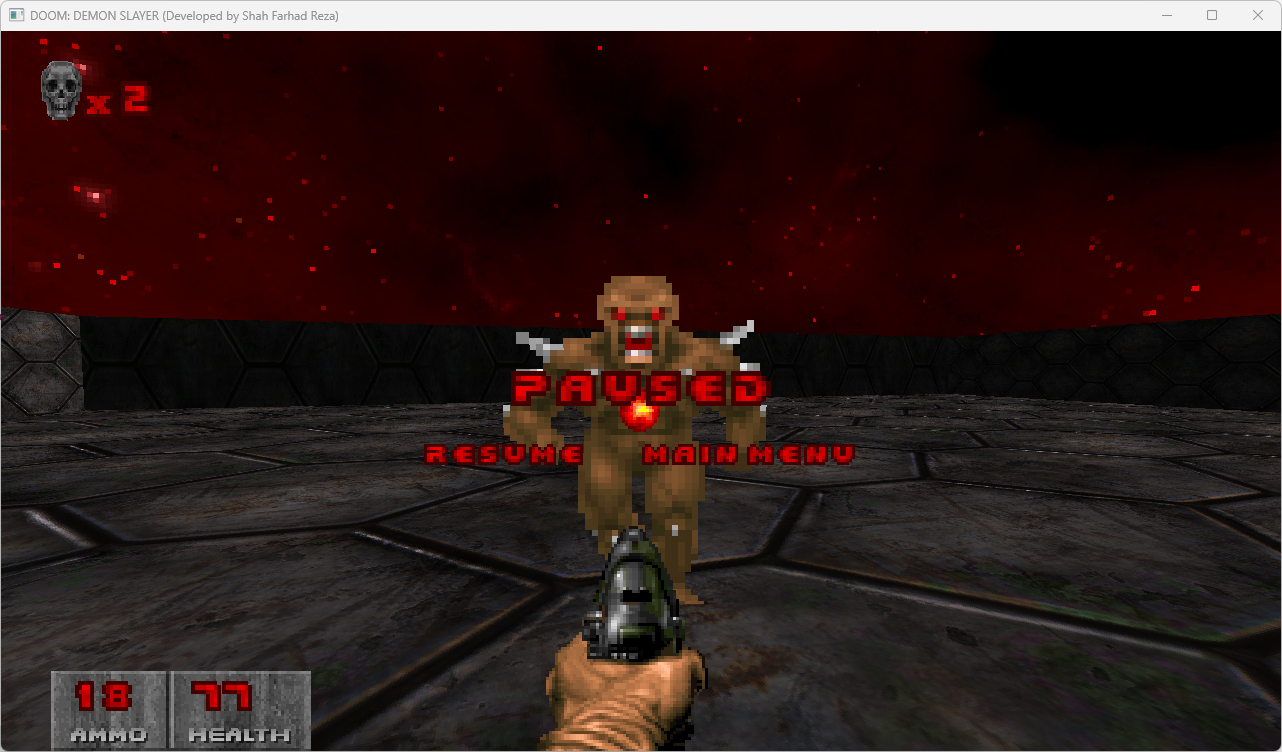 DOOM: DEMON SLAYER (Developed by Shah Farhad Reza)
x 2
PAUSED
RESUME MAIN MENU
18 77
AMMO HEALTH